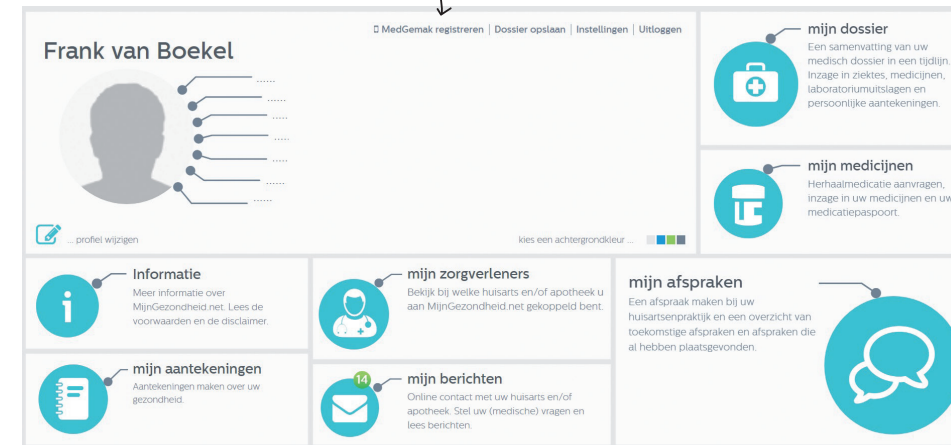 MedGemak registreren | Dossier opslaan | Instellingen | Uitloggen
Frank van Boekel
......
......
......
.....
.....
......
......
... profiel wijzigen
kies een achtergrondkleur ...
mijn dossier
Een samenvatting van uw
medisch dossier in een tijdlijn.
Inzage in ziektes, medicijnen,
laboratoriumuitslagen en
persoonlijke aantekeningen.
mijn medicijnen
Herhaalmedicatie aanvragen,
inzage in uw medicijnen en uw
medicatiepaspoort.
Informatie
Meer informatie over
MijnGezondheid.net. Lees de
voorwaarden en de disclaimer.
mijn zorgverleners
Bekijk bij welke huisarts en/of apotheek u
aan MijnGezondheid.net gekoppeld bent.
mijn afspraken
Een afspraak maken bij uw
huisartsenpraktijk en een overzicht van
toekomstige afspraken en afspraken die
al hebben plaatsgevonden.
mijn aantekeningen
Aantekeningen maken over uw
gezondheid.
14
mijn berichten
Online contact met uw huisarts en/of
apotheek. Stel uw (medische) vragen en
lees berichten.